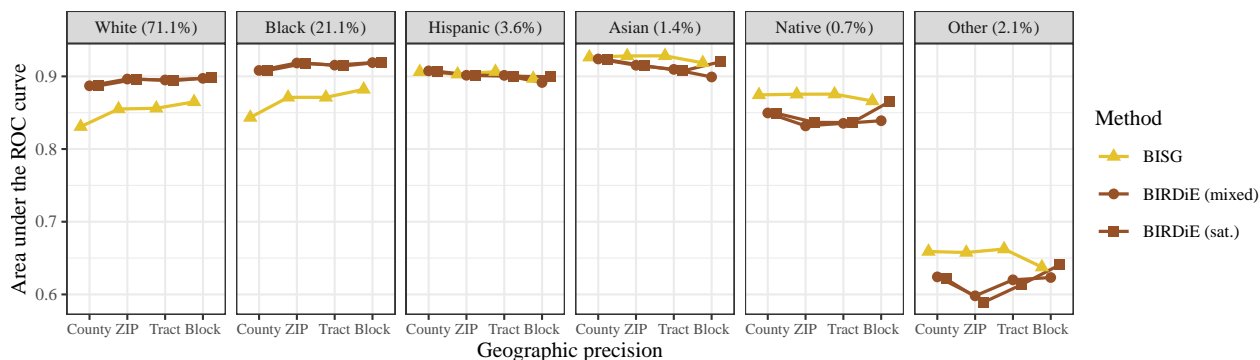 White (71.1%) Black (21.1%) Hispanic (3.6%) Asian (1.4%) Native (0.7%) Other (2.1%)
Area under the ROC curve
0.9
0.8
0.7
0.6
County ZIP Tract Block County ZIP Tract Block County ZIP Tract Block County ZIP Tract Block County ZIP Tract Block County ZIP Tract Block
Geographic precision
Method
BISG
BIRDiE (mixed)
BIRDiE (sat.)